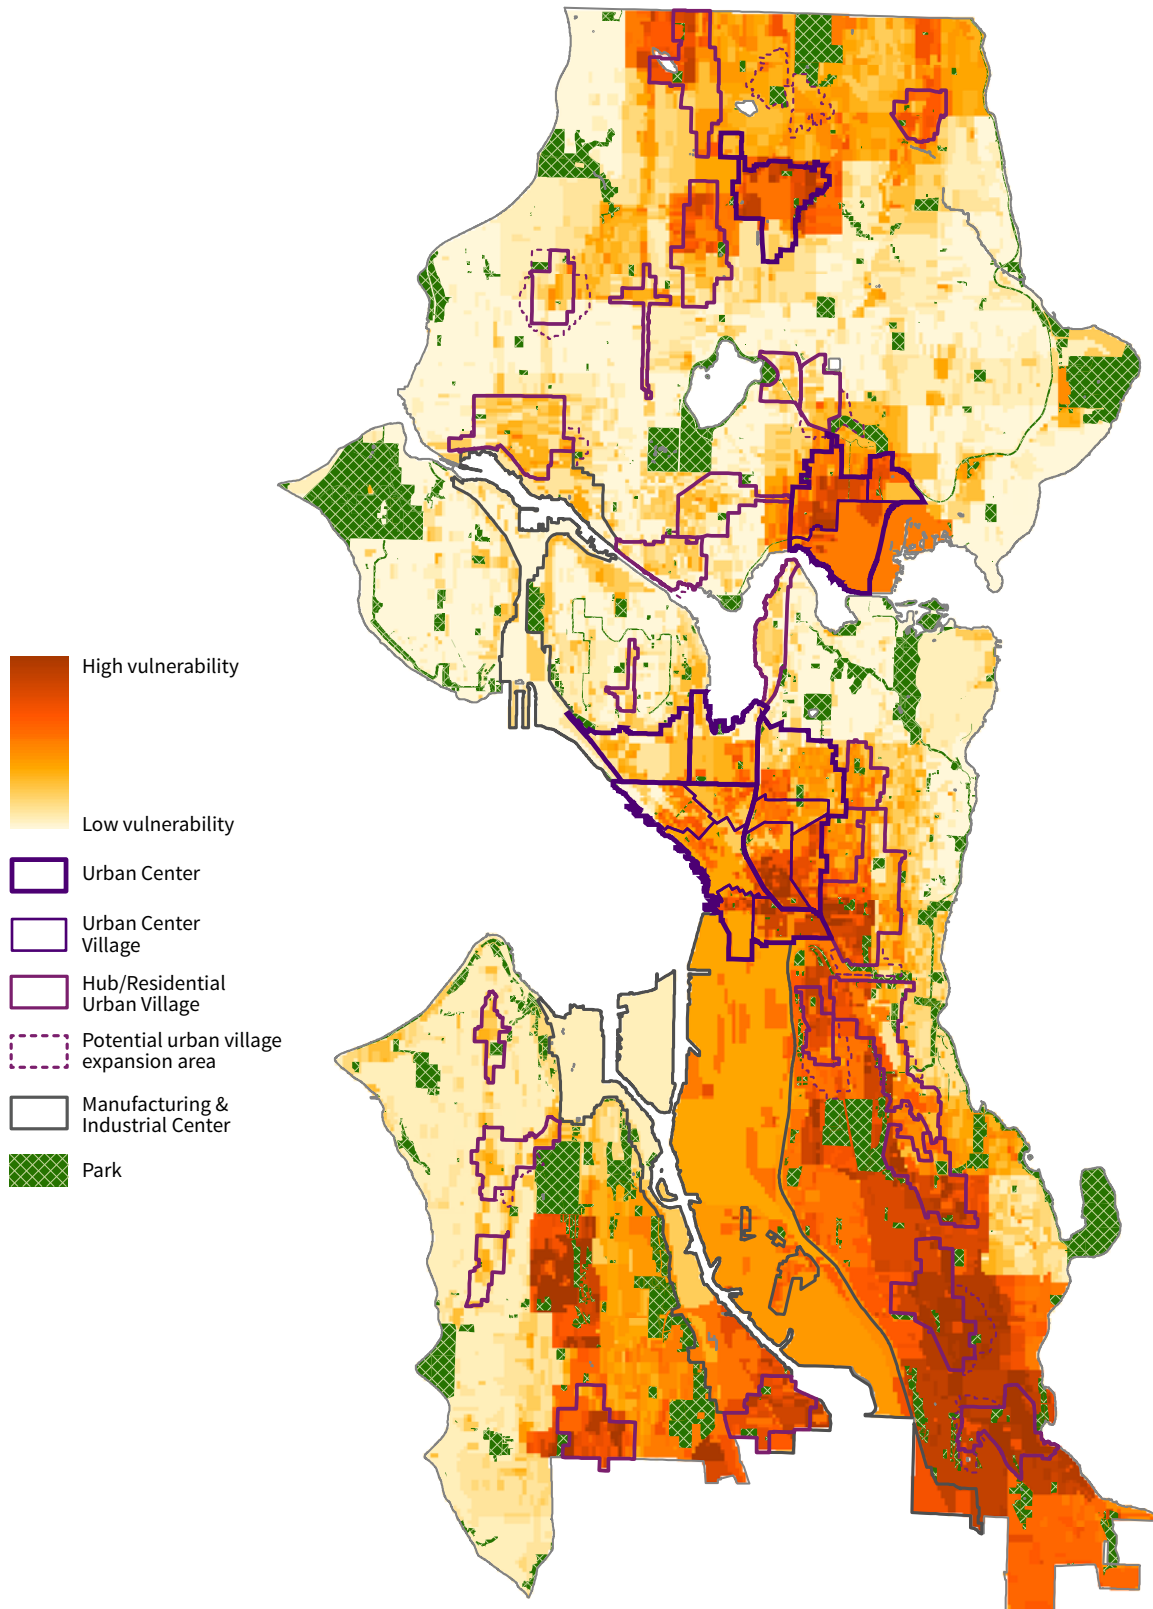 High vulnerability
Low vulnerability
Urban Center
Urban Center
Village
Hub/Residential
Urban Village
Potential urban village
expansion area
Manufacturing &
Industrial Center
Park